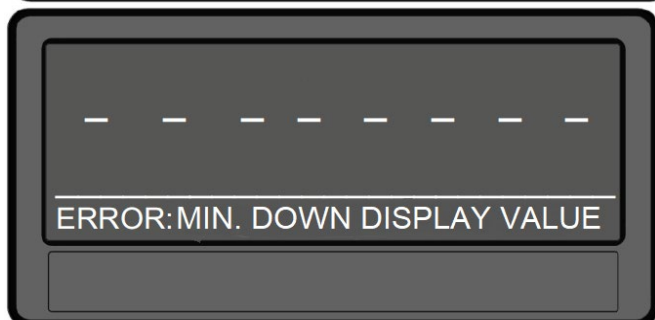 – – – – – – – –
ERROR:MIN. DOWN DISPLAY VALUE